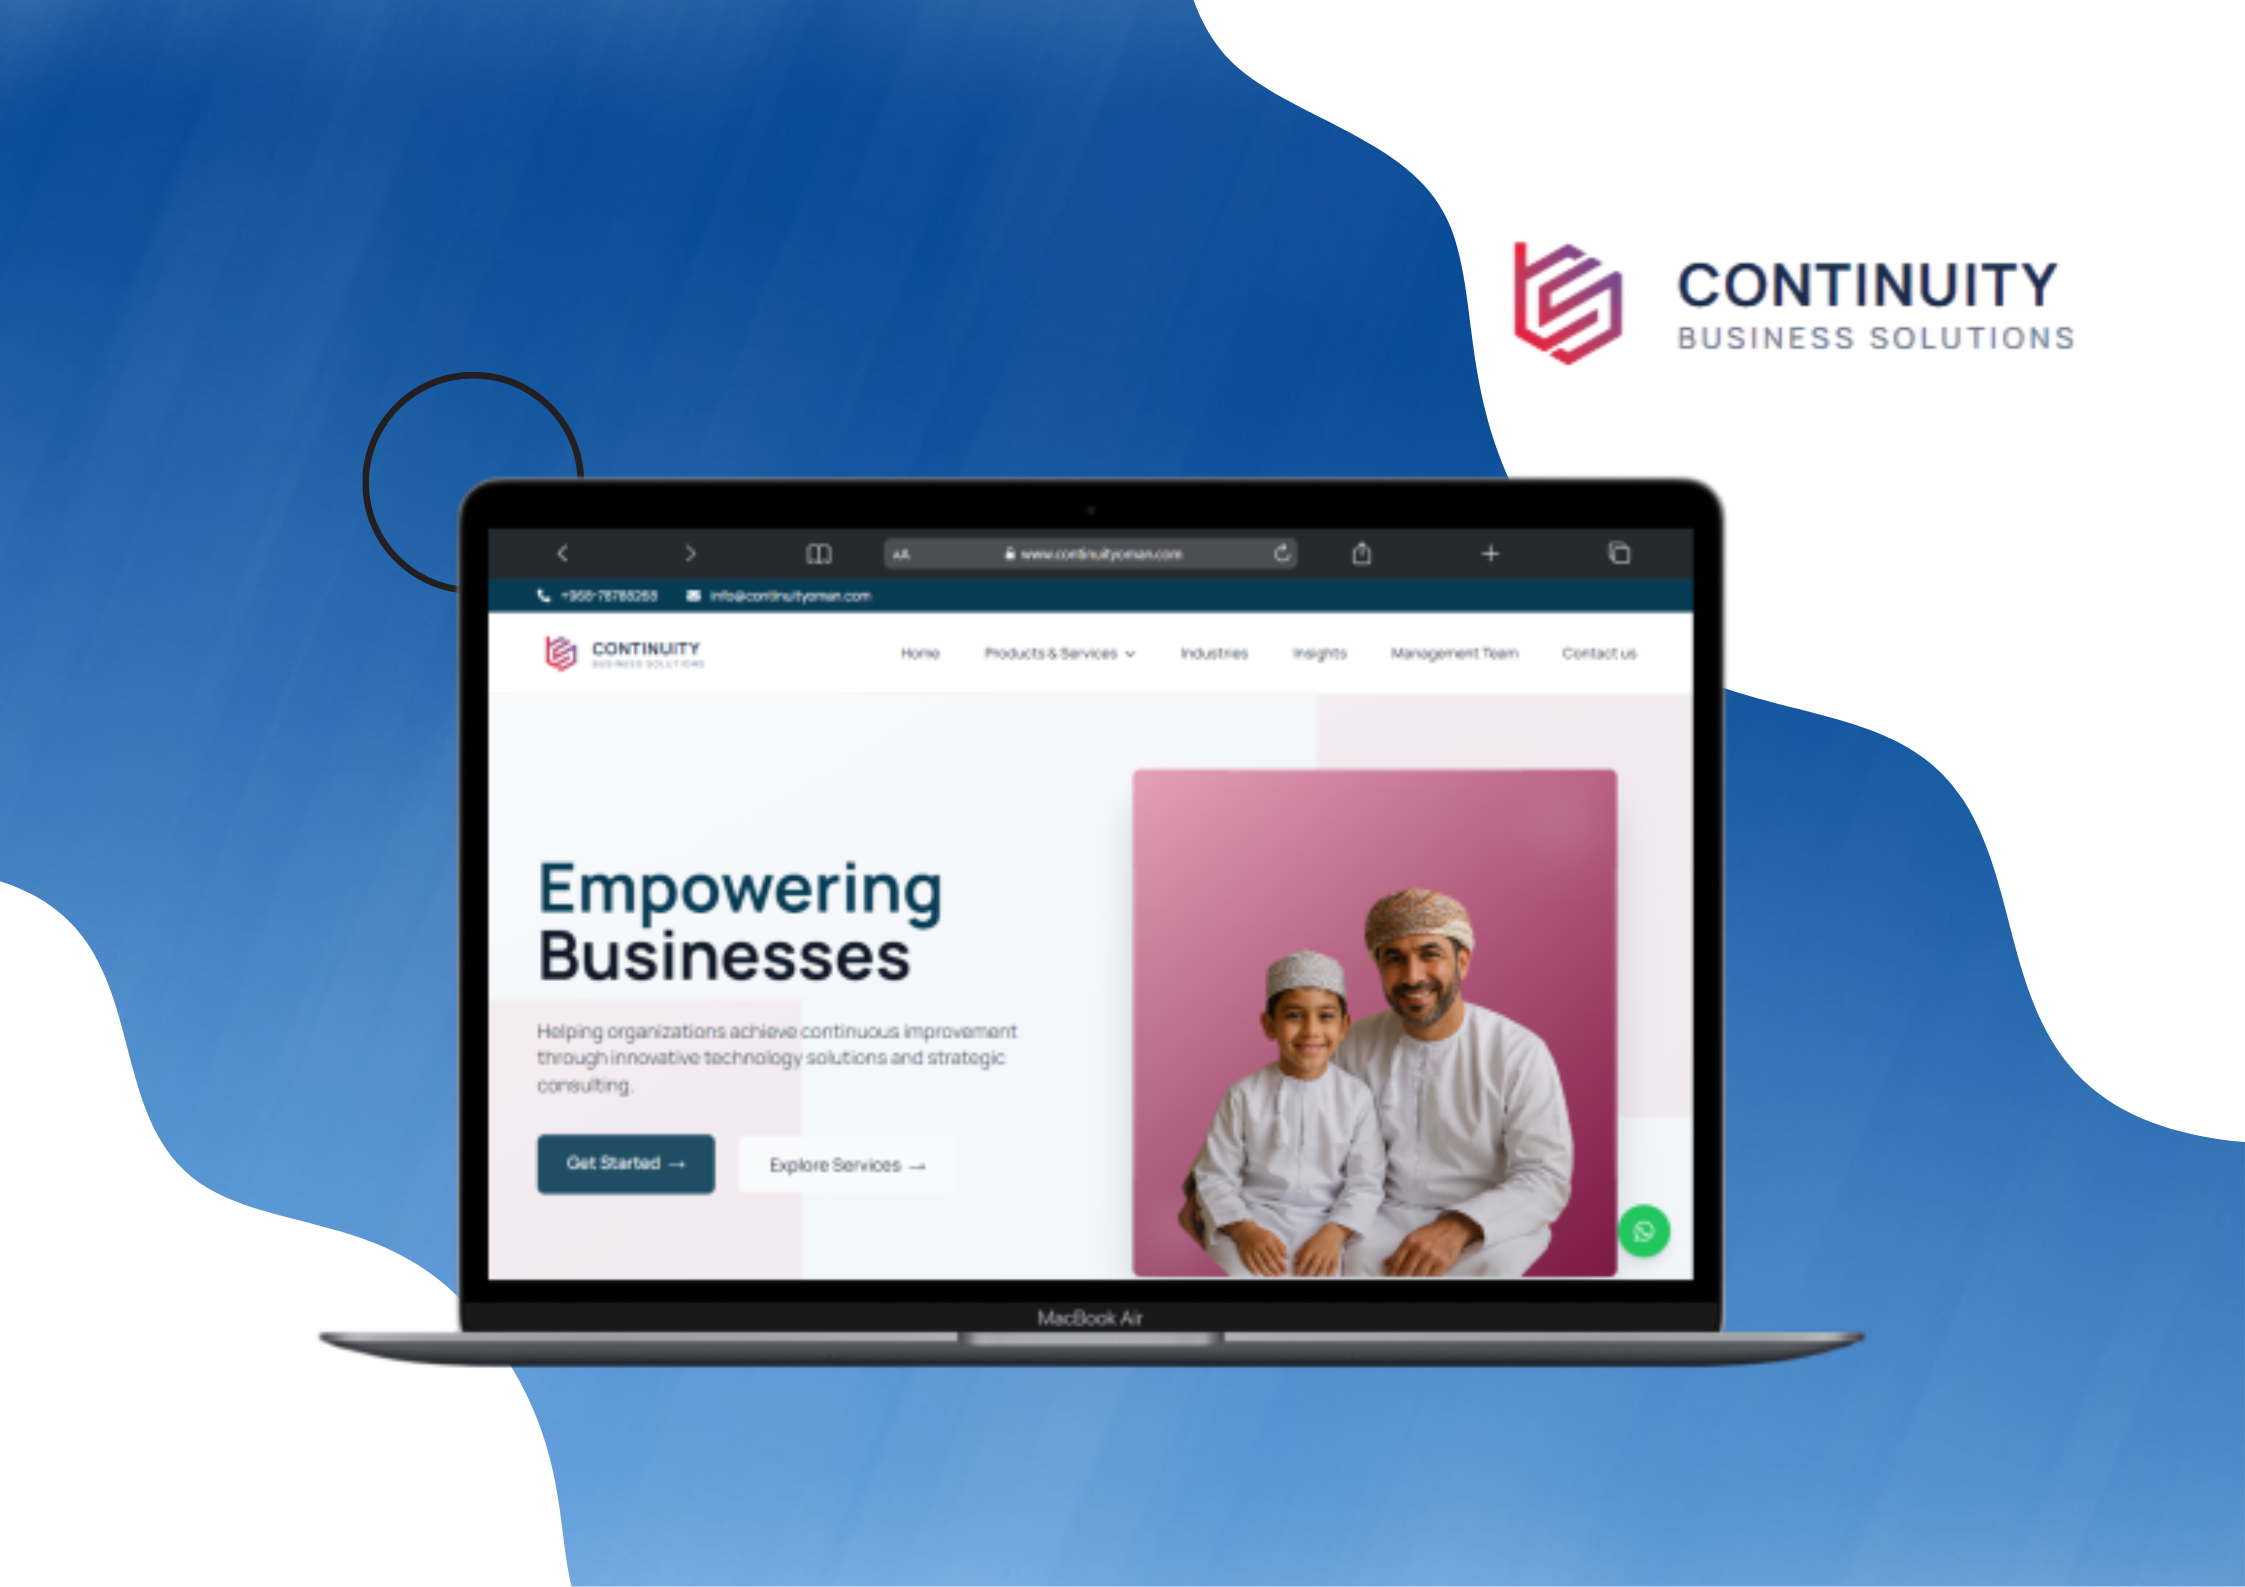 CONTINUITY
BUSINESS SOLUTIONS
AA
www.continuityoman.com
info@continuityoman.com
CONTINUITY
BUSINESS SOLUTIONS
Home
Products & Services
Industries
Insights
Management Team
Contact us
Empowering
Businesses
Helping organizations achieve continuous improvement
through innovative technology solutions and strategic
consulting.
Get Started →
Explore Services →
MacBook Air